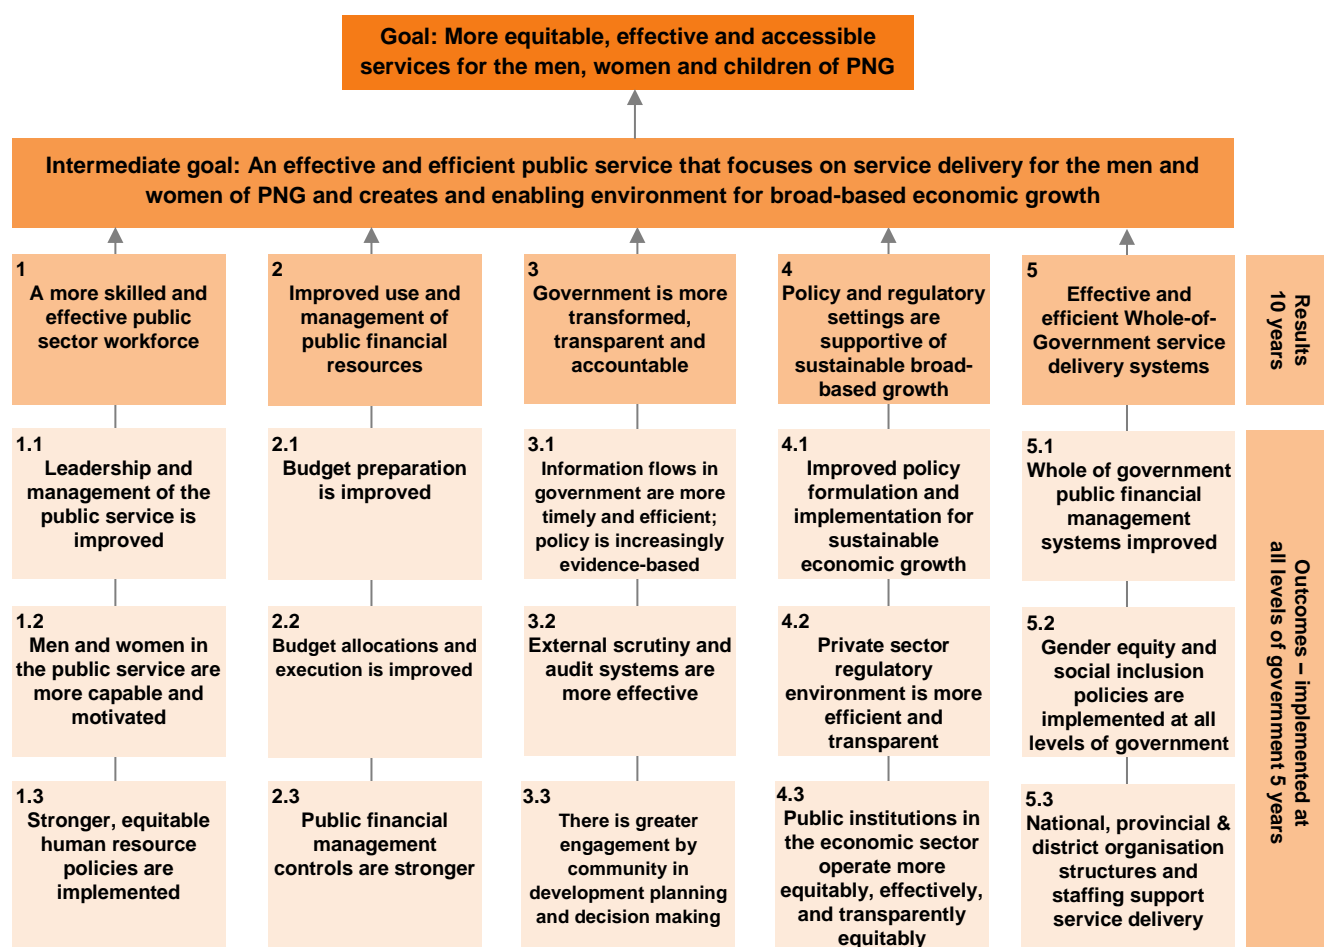 Goal: More equitable, effective and accessible
services for the men, women and children of PNG
Intermediate goal: An effective and efficient public service that focuses on service delivery for the men and
women of PNG and creates and enabling environment for broad-based economic growth
1
A more skilled and
effective public
sector workforce
2
Improved use and
management of
public financial
resources
3
Government is more
transformed,
transparent and
accountable
4
Policy and regulatory
settings are
supportive of
sustainable broad-
based growth
5
Effective and
efficient Whole-of-
Government service
delivery systems
Results
10 years
1.1
Leadership and
management of the
public service is
improved
2.1
Budget preparation
is improved
3.1
Information flows in
government are more
timely and efficient;
policy is increasingly
evidence-based
4.1
Improved policy
formulation and
implementation for
sustainable
economic growth
5.1
Whole of government
public financial
management
systems improved
Outcomes – implemented at
all levels of government 5 years
1.2
Men and women in
the public service are
more capable and
motivated
2.2
Budget allocations and
execution is improved
3.2
External scrutiny and
audit systems are
more effective
4.2
Private sector
regulatory
environment is more
efficient and
transparent
5.2
Gender equity and
social inclusion
policies are
implemented at all
levels of government
1.3
Stronger, equitable
human resource
policies are
implemented
2.3
Public financial
management
controls are stronger
3.3
There is greater
engagement by
community in
development planning
and decision making
4.3
Public institutions in
the economic sector
operate more
equitably, effectively,
and transparently
equitably
5.3
National, provincial &
district organisation
structures and
staffing support
service delivery